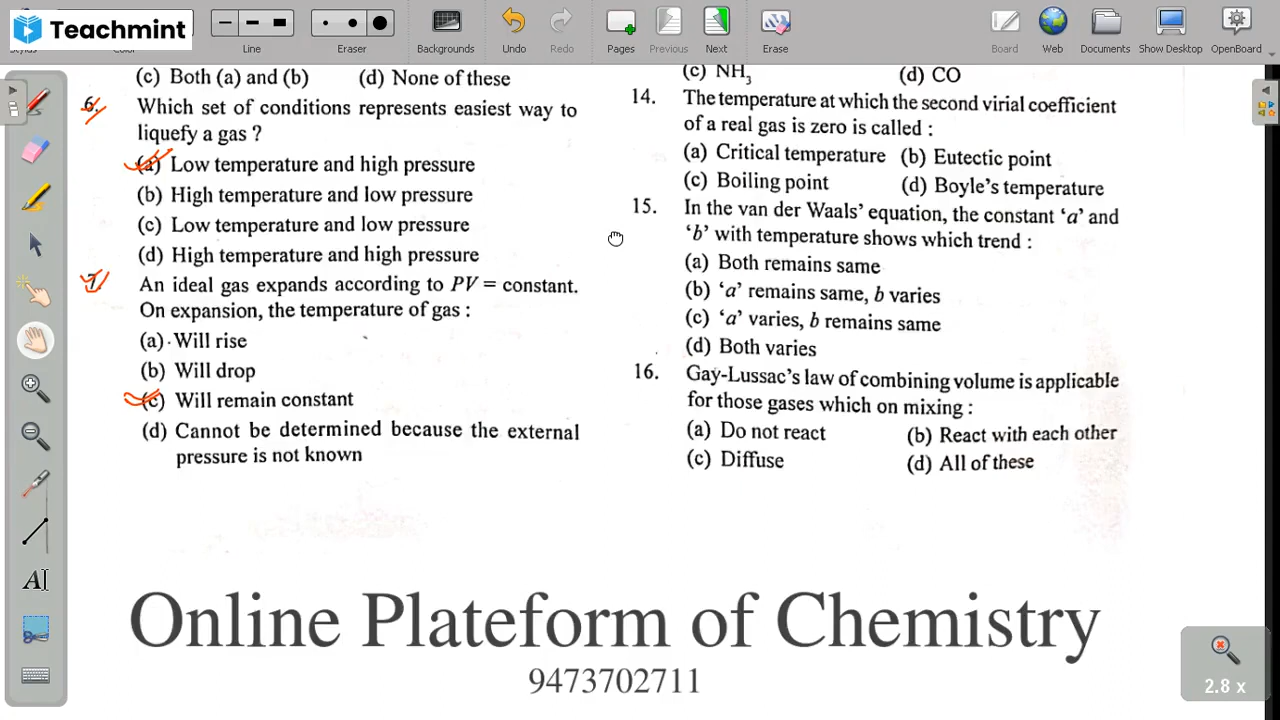 Teachmint
Stylus
Color
Line
Eraser
Backgrounds
Undo
Redo
Pages
Previous
Next
Erase
Board
Web
Documents
Show Desktop
OpenBoard
(c) Both (a) and (b) (d) None of these
6. Which set of conditions represents easiest way to
liquefy a gas ?
(a) Low temperature and high pressure
(b) High temperature and low pressure
(c) Low temperature and low pressure
(d) High temperature and high pressure
7. An ideal gas expands according to PV = constant.
On expansion, the temperature of gas :
(a) Will rise
(b) Will drop
(c) Will remain constant
(d) Cannot be determined because the external
pressure is not known
(c) NH₃ (d) CO
14. The temperature at which the second virial coefficient
of a real gas is zero is called :
(a) Critical temperature (b) Eutectic point
(c) Boiling point (d) Boyle's temperature
15. In the van der Waals' equation, the constant 'a' and
'b' with temperature shows which trend :
(a) Both remains same
(b) 'a' remains same, b varies
(c) 'a' varies, b remains same
(d) Both varies
16. Gay-Lussac's law of combining volume is applicable
for those gases which on mixing :
(a) Do not react (b) React with each other
(c) Diffuse (d) All of these
Online Plateform of Chemistry
9473702711
AI
2.8 x